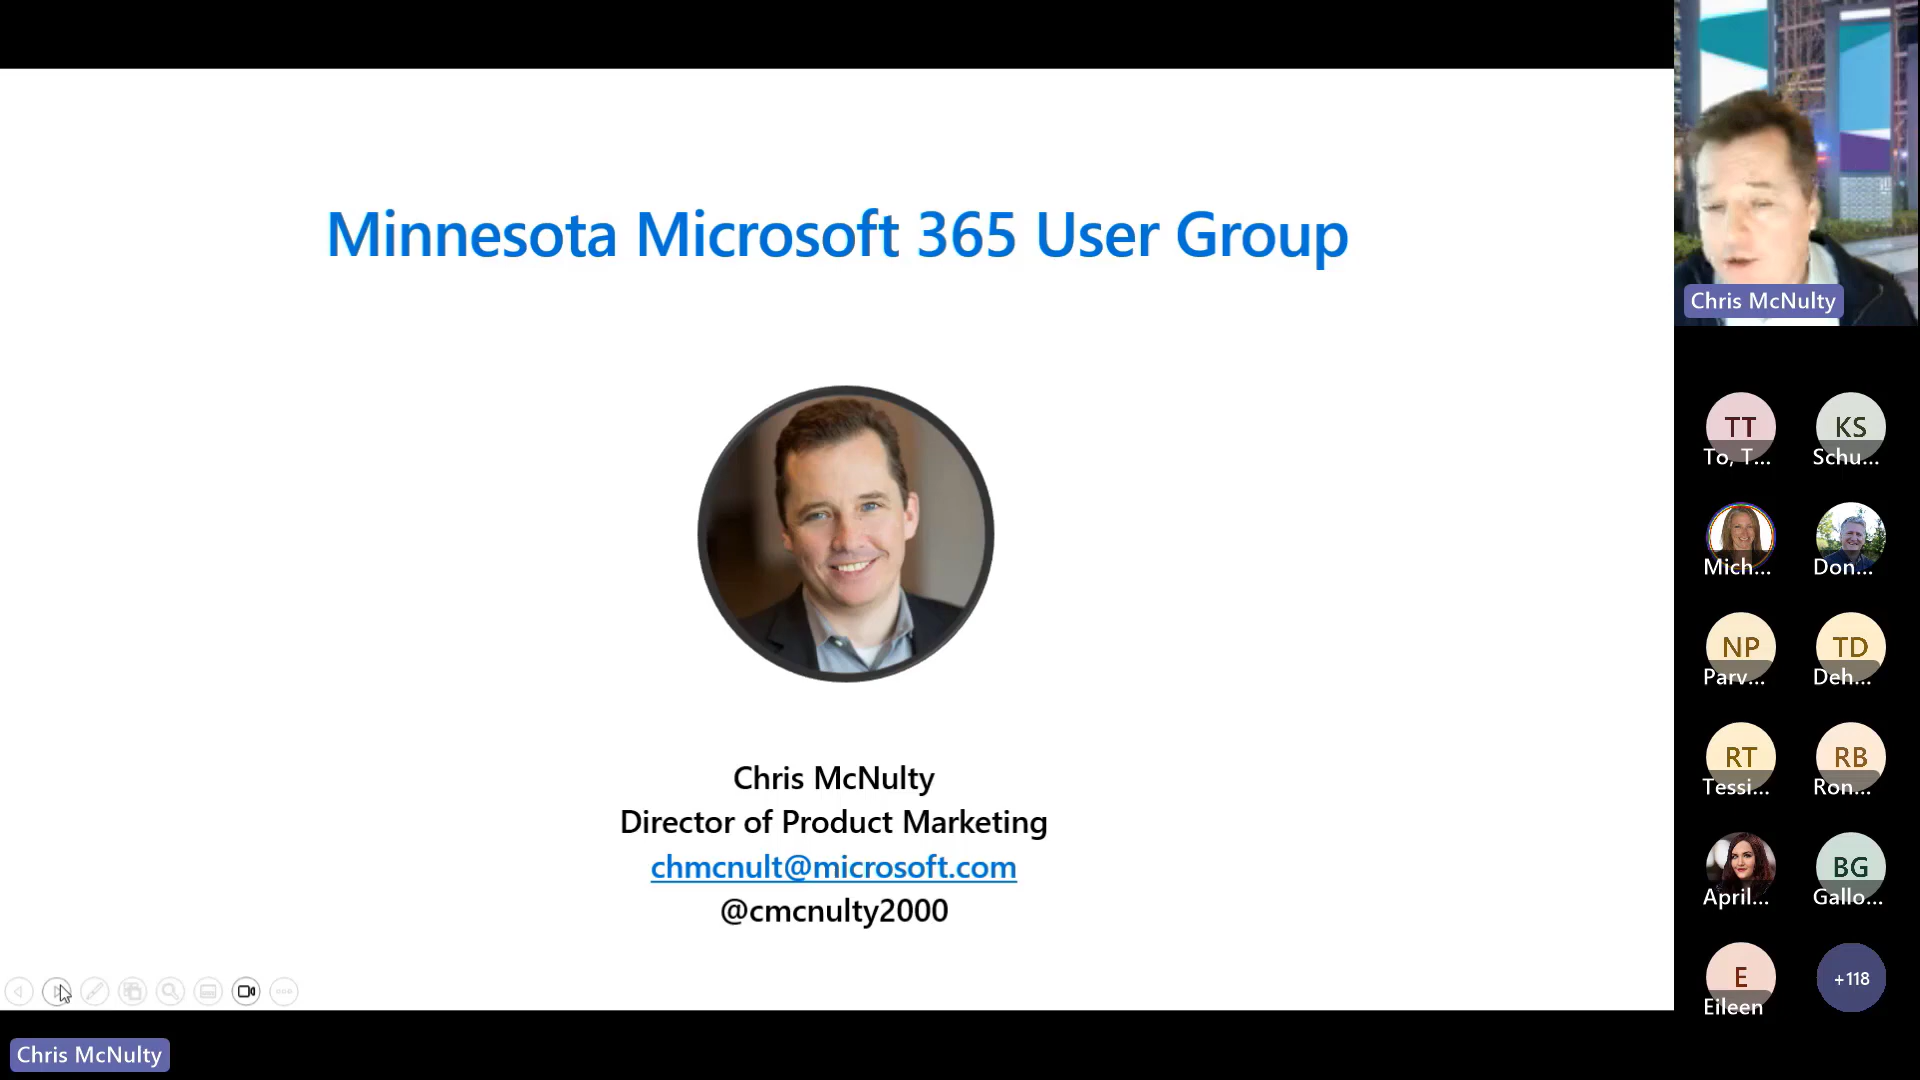 Minnesota Microsoft 365 User Group
Chris McNulty
Director of Product Marketing
chmcnult@microsoft.com
@cmcnulty2000
Chris McNulty
Chris McNulty
TT
To, T...
KS
Schu...
Mich...
Don...
NP
Parv...
TD
Deh...
RT
Tessi...
RB
Ron...
April...
BG
Gallo...
E
Eileen
+118